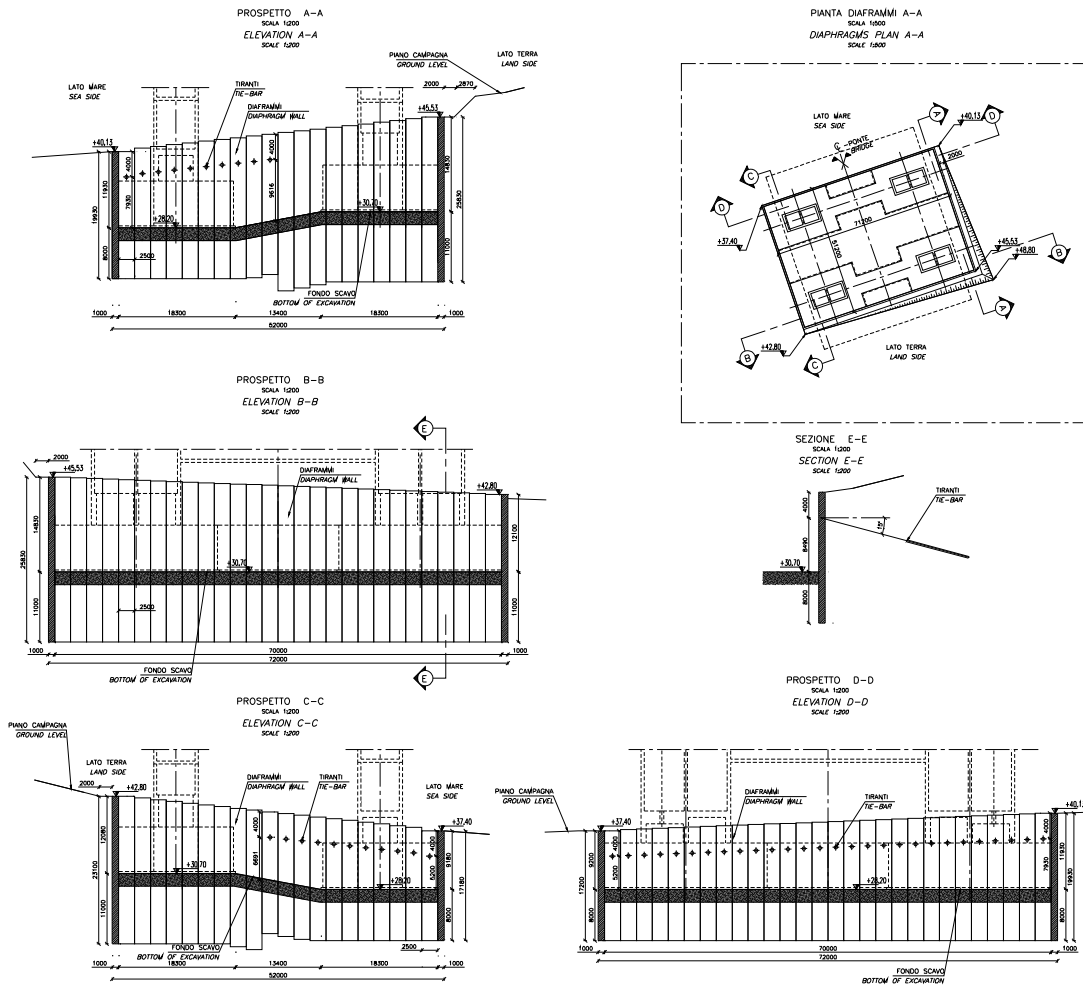 PROSPETTO A-A
SCALA 1:200
ELEVATION A-A
SCALE 1:200
PIANO CAMPAGNA
GROUND LEVEL
LATO TERRA
LAND SIDE
LATO MARE
SEA SIDE
TIRANTI
TIE-BAR
DIAFRAMMI
DIAPHRAGM WALL
2000
2870
+45,53
+40,13
4000
4000
11930
7930
19930
8000
9616
14830
25830
11000
+28,20
+30,70
2500
FONDO SCAVO
BOTTOM OF EXCAVATION
1000
18300
13400
18300
1000
52000
PIANTA DIAFRAMMI A-A
SCALA 1:500
DIAPHRAGMS PLAN A-A
SCALE 1:500
LATO MARE
SEA SIDE
PONTE
BRIDGE
A
D
+40,13
2000
C
D
+37,40
71200
51200
+45,53
+48,80
B
A
LATO TERRA
LAND SIDE
+42,80
B
C
PROSPETTO B-B
SCALA 1:200
ELEVATION B-B
SCALE 1:200
E
2000
+45,53
DIAFRAMMI
DIAPHRAGM WALL
+42,80
14830
25830
11000
12100
11000
+30,70
2500
FONDO SCAVO
BOTTOM OF EXCAVATION
1000
70000
1000
72000
E
SEZIONE E-E
SCALA 1:200
SECTION E-E
SCALE 1:200
TIRANTI
TIE-BAR
4000
15°
8490
+30,70
8000
PROSPETTO C-C
SCALA 1:200
ELEVATION C-C
SCALE 1:200
PIANO CAMPAGNA
GROUND LEVEL
LATO TERRA
LAND SIDE
2000
+42,80
DIAFRAMMI
DIAPHRAGM WALL
TIRANTI
TIE-BAR
LATO MARE
SEA SIDE
+37,40
12080
23100
11000
4000
6691
4000
5200
9180
17180
8000
+30,70
+28,20
2500
FONDO SCAVO
BOTTOM OF EXCAVATION
1000
18300
13400
18300
1000
52000
PROSPETTO D-D
SCALA 1:200
ELEVATION D-D
SCALE 1:200
PIANO CAMPAGNA
GROUND LEVEL
+37,40
DIAFRAMMI
DIAPHRAGM WALL
TIRANTI
TIE-BAR
4000
5200
9200
17200
8000
4000
7930
11930
19930
8000
+28,20
1000
70000
1000
72000
FONDO SCAVO
BOTTOM OF EXCAVATION